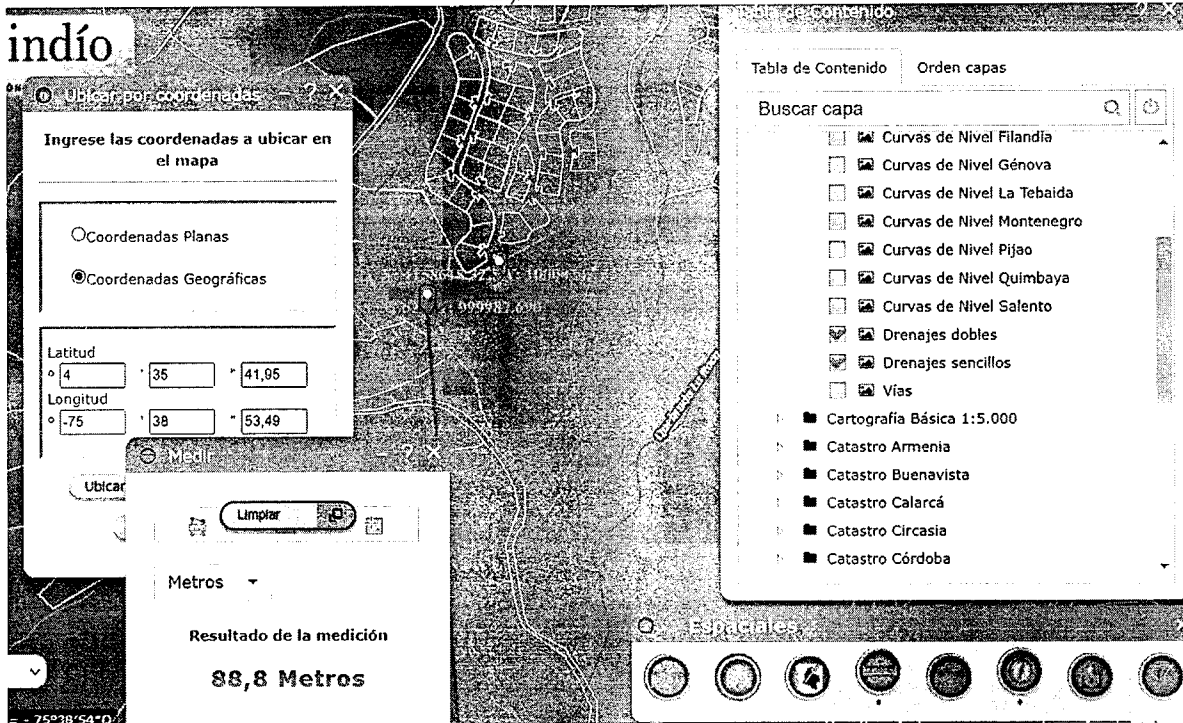 indío
Ubicar por coordenadas
Ingrese las coordenadas a ubicar en
el mapa
Coordenadas Planas
Coordenadas Geográficas
Latitud
° 4 ' 35 " 41,95
Longitud
° -75 ' 38 " 53,49
Ubicar
Medir
Limpiar
Metros
Resultado de la medición
88,8 Metros
75°38'54"O
Tabla de Contenido
Tabla de Contenido Orden capas
Buscar capa
Curvas de Nivel Filandia
Curvas de Nivel Génova
Curvas de Nivel La Tebaida
Curvas de Nivel Montenegro
Curvas de Nivel Pijao
Curvas de Nivel Quimbaya
Curvas de Nivel Salento
Drenajes dobles
Drenajes sencillos
Vías
Cartografía Básica 1:5.000
Catastro Armenia
Catastro Buenavista
Catastro Calarcá
Catastro Circasia
Catastro Córdoba
Espaciales